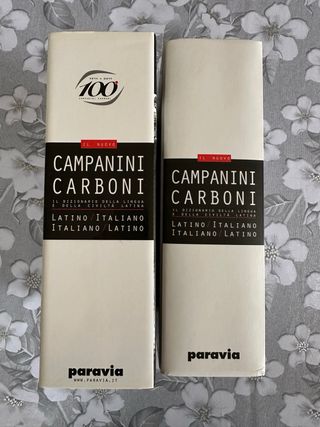 100
IL NUOVO
CAMPANINI
CARBONI
IL DIZIONARIO DELLA LINGUA
E DELLA CIVILTÀ LATINA
LATINO/ITALIANO
ITALIANO/LATINO
paravia
WWW.PARAVIA.IT
IL NUOVO
CAMPANINI
CARBONI
IL DIZIONARIO DELLA LINGUA
E DELLA CIVILTÀ LATINA
LATINO/ITALIANO
ITALIANO/LATINO
paravia